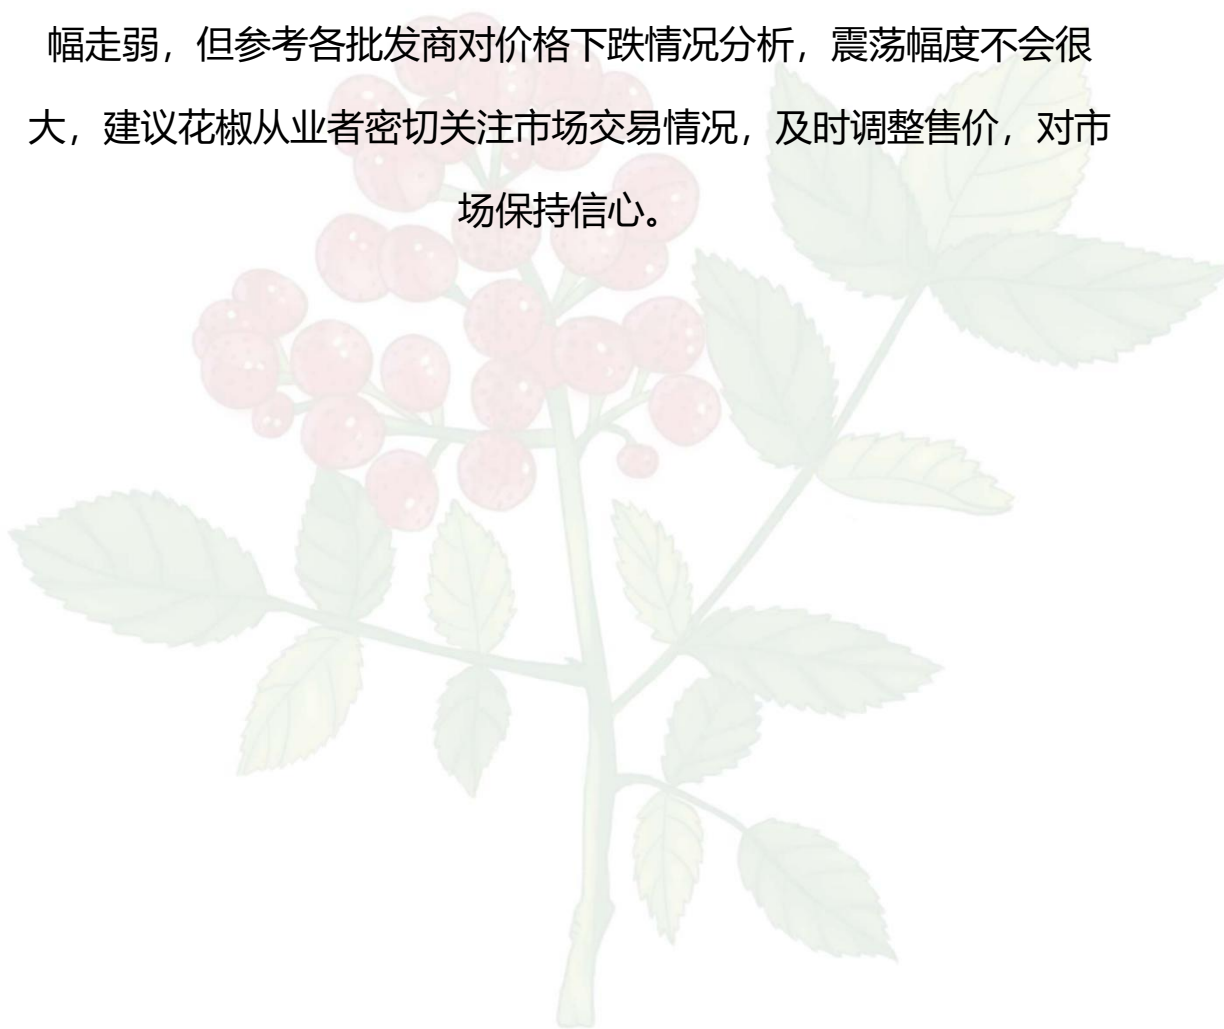 幅走弱，但参考各批发商对价格下跌情况分析，震荡幅度不会很
大，建议花椒从业者密切关注市场交易情况，及时调整售价，对市
场保持信心。